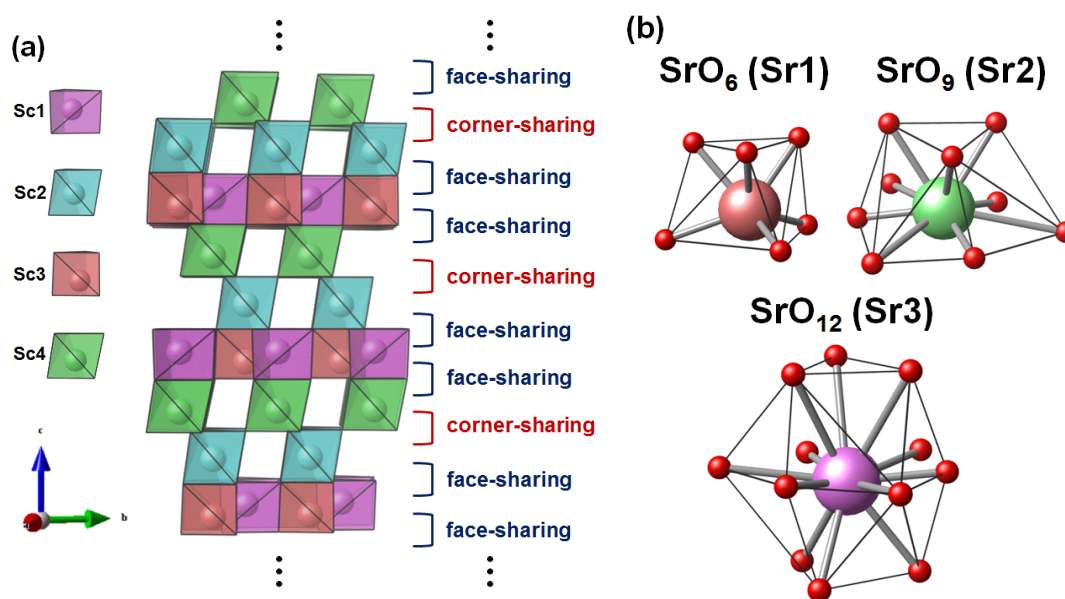 (a)
Sc1
Sc2
Sc3
Sc4
c
b
a
face-sharing
corner-sharing
face-sharing
face-sharing
corner-sharing
face-sharing
face-sharing
corner-sharing
face-sharing
face-sharing
(b)
SrO₆ (Sr1)
SrO₉ (Sr2)
SrO₁₂ (Sr3)